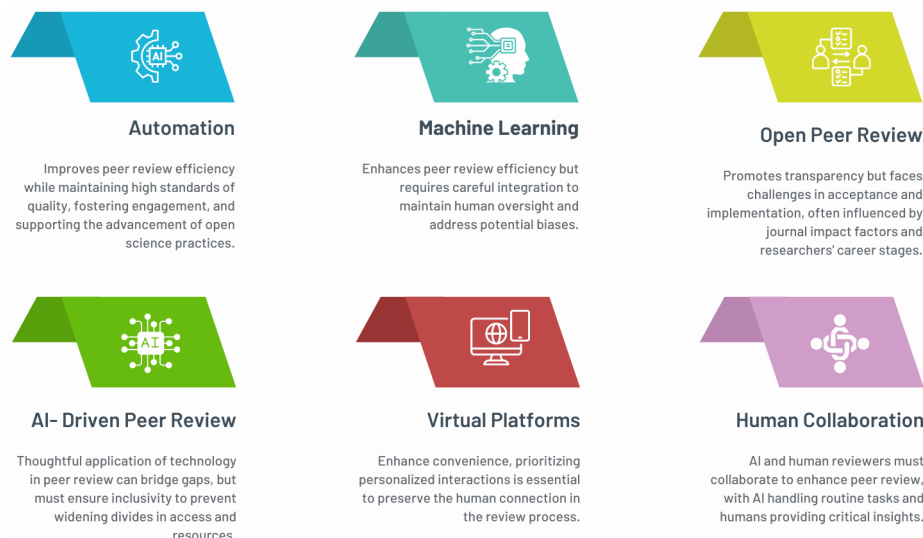 AI
Automation
Improves peer review efficiency
while maintaining high standards of
quality, fostering engagement, and
supporting the advancement of open
science practices.
Machine Learning
Enhances peer review efficiency but
requires careful integration to
maintain human oversight and
address potential biases.
Open Peer Review
Promotes transparency but faces
challenges in acceptance and
implementation, often influenced by
journal impact factors and
researchers' career stages.
AI
AI- Driven Peer Review
Thoughtful application of technology
in peer review can bridge gaps, but
must ensure inclusivity to prevent
widening divides in access and
resources.
Virtual Platforms
Enhance convenience, prioritizing
personalized interactions is essential
to preserve the human connection in
the review process.
Human Collaboration
AI and human reviewers must
collaborate to enhance peer review,
with AI handling routine tasks and
humans providing critical insights.